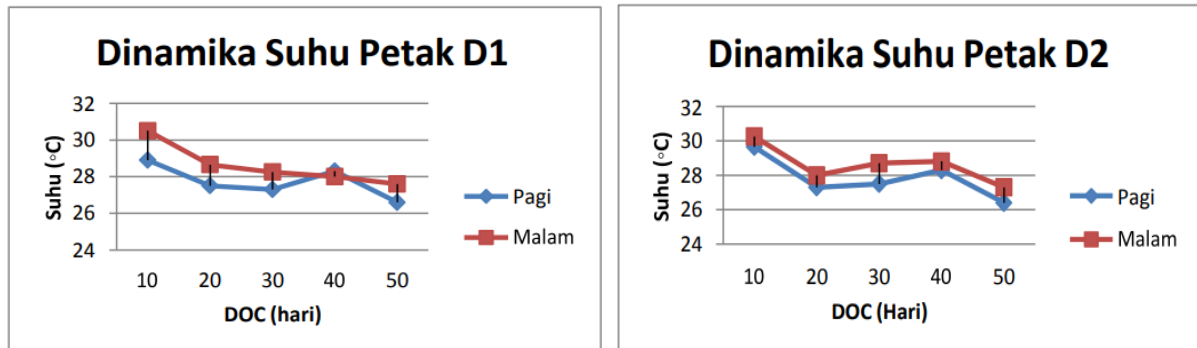 Dinamika Suhu Petak D1
Suhu (◦C)
32
30
28
26
24
10 20 30 40 50
DOC (hari)
Pagi
Malam
Dinamika Suhu Petak D2
Suhu (◦C)
32
30
28
26
24
10 20 30 40 50
DOC (Hari)
Pagi
Malam